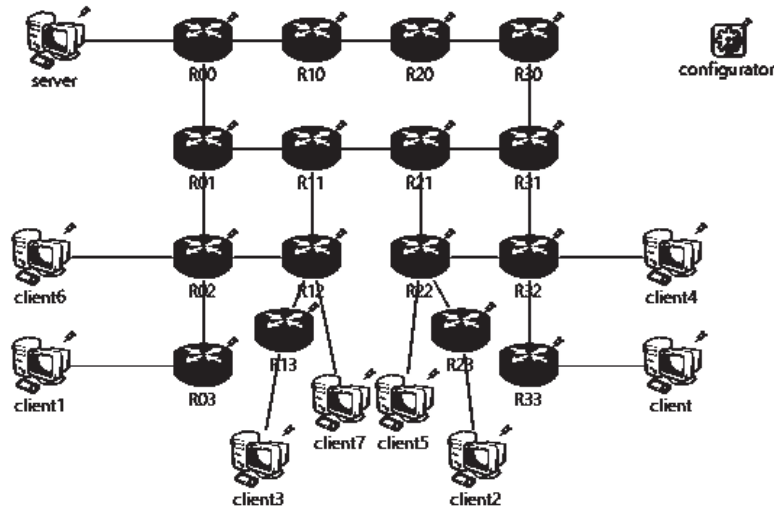 server
R00
R10
R20
R30
configurator
R01
R11
R21
R31
client6
R02
R12
R22
R32
client4
client1
R03
R13
client7
client5
R23
R33
client
client3
client2